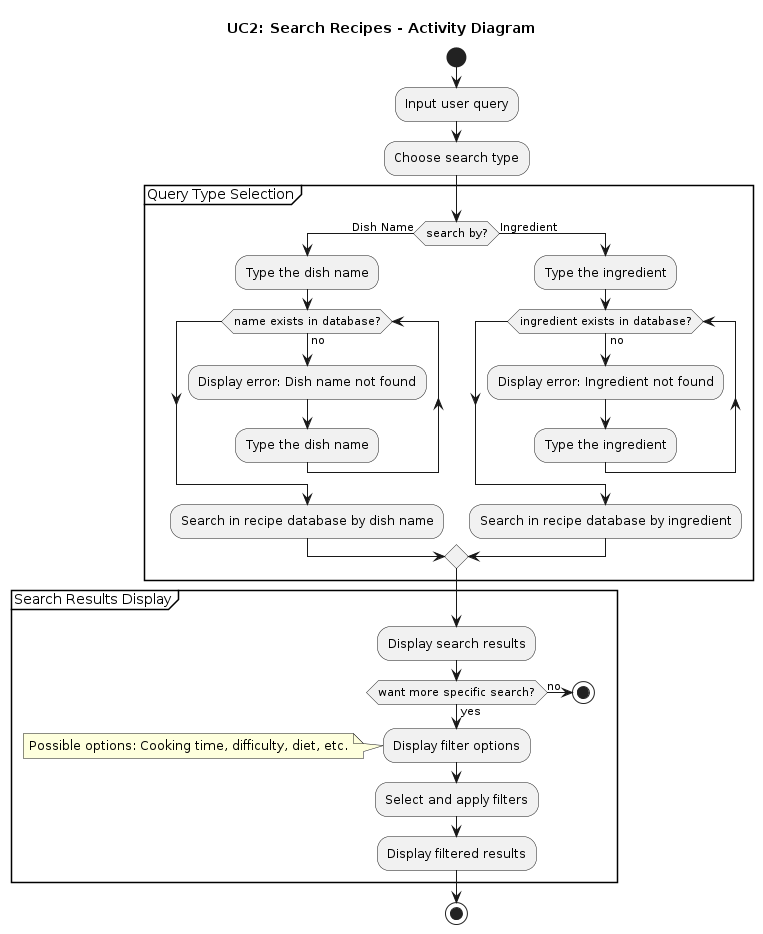 UC2: Search Recipes - Activity Diagram
Input user query
Choose search type
Query Type Selection
Dish Name
search by?
Ingredient
Type the dish name
Type the ingredient
name exists in database?
ingredient exists in database?
no
no
Display error: Dish name not found
Display error: Ingredient not found
Type the dish name
Type the ingredient
Search in recipe database by dish name
Search in recipe database by ingredient
Search Results Display
Display search results
want more specific search?
no
yes
Possible options: Cooking time, difficulty, diet, etc.
Display filter options
Select and apply filters
Display filtered results